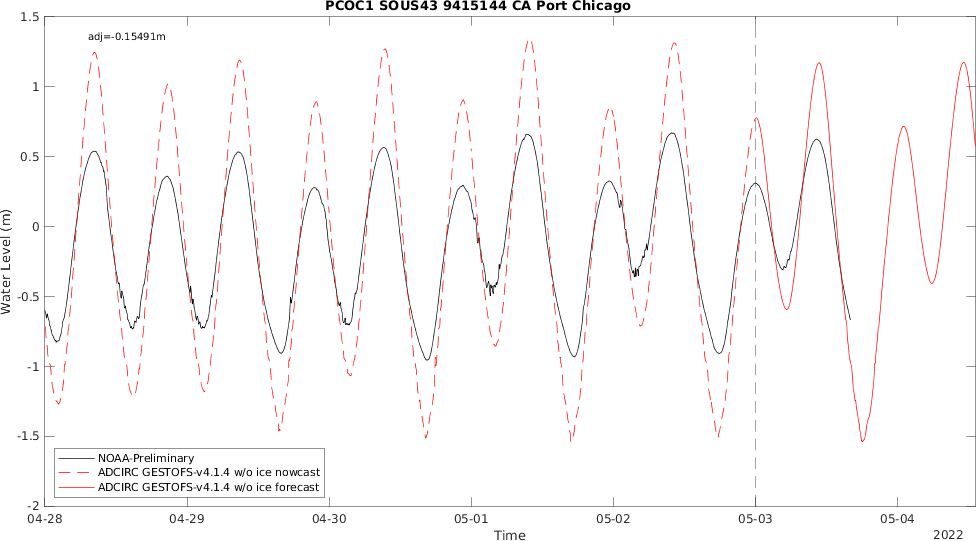 PCOC1 SOUS43 9415144 CA Port Chicago
adj=-0.15491m
1.5
1
0.5
0
-0.5
-1
-1.5
-2
Water Level (m)
NOAA-Preliminary
ADCIRC GESTOFS-v4.1.4 w/o ice nowcast
ADCIRC GESTOFS-v4.1.4 w/o ice forecast
04-28 04-29 04-30 05-01 05-02 05-03 05-04
Time
2022